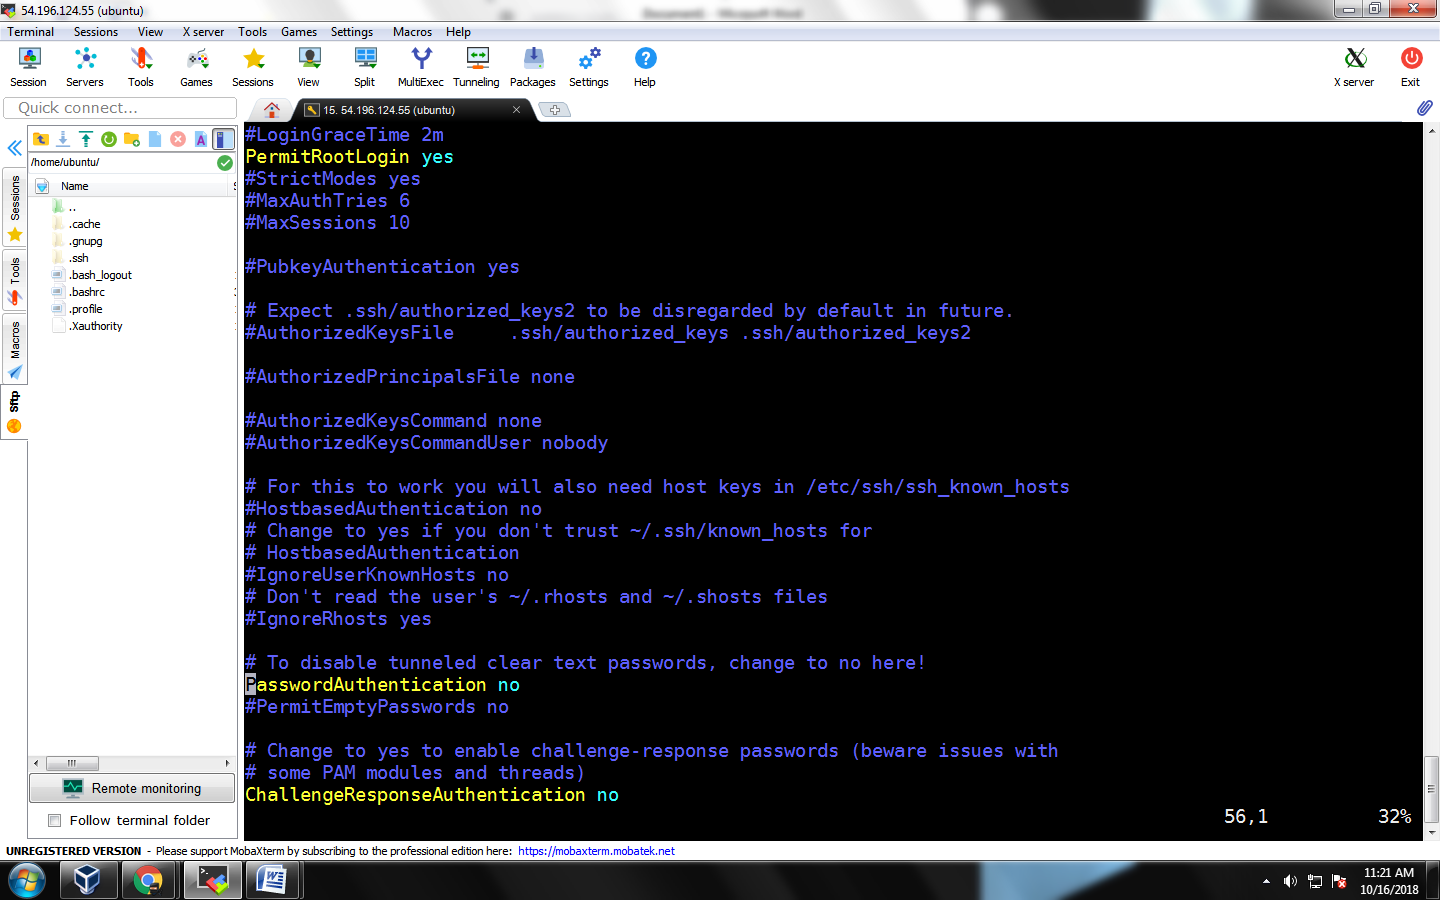 54.196.124.55 (ubuntu)
Document1 - Microsoft Word
Terminal Sessions View X server Tools Games Settings Macros Help
Session Servers Tools Games Sessions View Split MultiExec Tunneling Packages Settings Help X server Exit
Quick connect...
15. 54.196.124.55 (ubuntu)
/home/ubuntu/
Name
..
.cache
.gnupg
.ssh
.bash_logout
.bashrc
.profile
.Xauthority
Sessions
Tools
Macros
Sftp
Remote monitoring
Follow terminal folder
#LoginGraceTime 2m
PermitRootLogin yes
#StrictModes yes
#MaxAuthTries 6
#MaxSessions 10
#PubkeyAuthentication yes
# Expect .ssh/authorized_keys2 to be disregarded by default in future.
#AuthorizedKeysFile     .ssh/authorized_keys .ssh/authorized_keys2
#AuthorizedPrincipalsFile none
#AuthorizedKeysCommand none
#AuthorizedKeysCommandUser nobody
# For this to work you will also need host keys in /etc/ssh/ssh_known_hosts
#HostbasedAuthentication no
# Change to yes if you don't trust ~/.ssh/known_hosts for
# HostbasedAuthentication
#IgnoreUserKnownHosts no
# Don't read the user's ~/.rhosts and ~/.shosts files
#IgnoreRhosts yes
# To disable tunneled clear text passwords, change to no here!
PasswordAuthentication no
#PermitEmptyPasswords no
# Change to yes to enable challenge-response passwords (beware issues with
# some PAM modules and threads)
ChallengeResponseAuthentication no
56,1 32%
UNREGISTERED VERSION - Please support MobaXterm by subscribing to the professional edition here: https://mobaxterm.mobatek.net
11:21 AM
10/16/2018